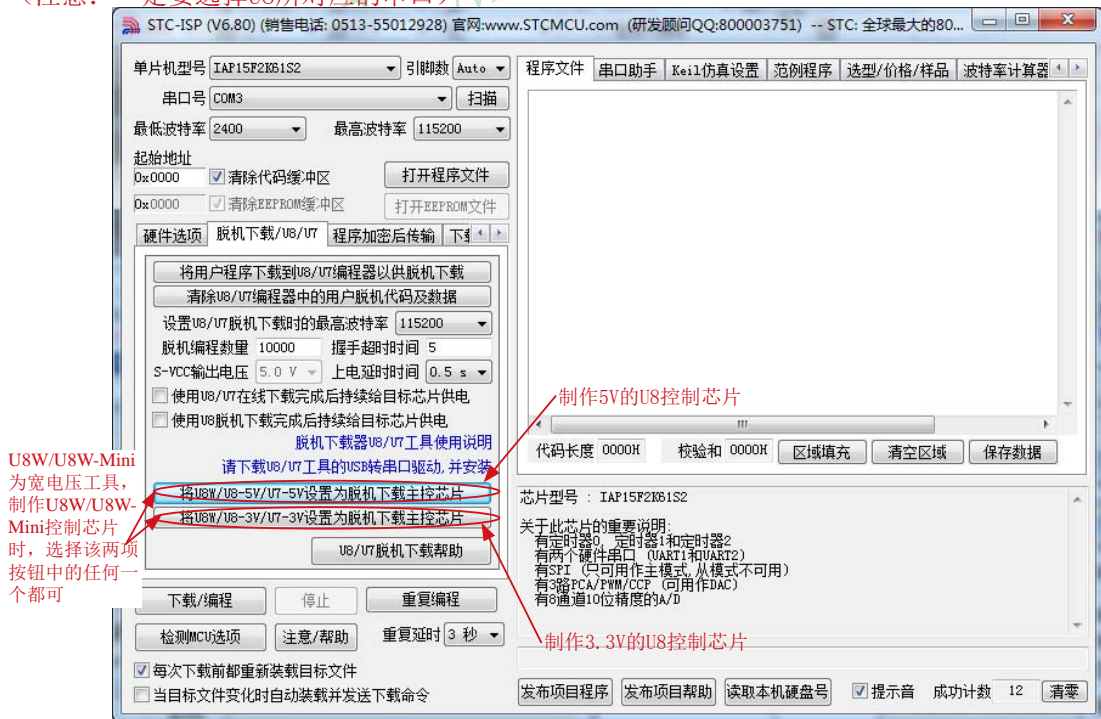 （注意：一定要选择U8所对应的串口）
STC-ISP (V6.80) (销售电话: 0513-55012928) 官网:www.STCMCU.com (研发顾问QQ:800003751) -- STC: 全球最大的80...
单片机型号 IAP15F2K61S2 引脚数 Auto
串口号 COM3 扫描
最低波特率 2400 最高波特率 115200
起始地址
0x0000 清除代码缓冲区 打开程序文件
0x0000 清除EEPROM缓冲区 打开EEPROM文件
硬件选项 脱机下载/U8/U7 程序加密后传输
将用户程序下载到U8/U7编程器以供脱机下载
清除U8/U7编程器中的用户脱机代码及数据
设置U8/U7脱机下载时的最高波特率 115200
脱机编程数量 10000 握手超时时间 5
S-VCC输出电压 5.0 V 上电延时时间 0.5 s
使用U8/U7在线下载完成后持续给目标芯片供电
使用U8脱机下载完成后持续给目标芯片供电
脱机下载器U8/U7工具使用说明
请下载U8/U7工具的USB转串口驱动, 并安装
将U8W/U8-5V/U7-5V设置为脱机下载主控芯片
将U8W/U8-3V/U7-3V设置为脱机下载主控芯片
U8/U7脱机下载帮助
下载/编程 停止 重复编程
检测MCU选项 注意/帮助 重复延时 3 秒
每次下载前都重新装载目标文件
当目标文件变化时自动装载并发送下载命令
U8W/U8W-Mini
为宽电压工具，
制作U8W/U8W-
Mini控制芯片
时，选择该两项
按钮中的任何一
个都可
程序文件 串口助手 Keil仿真设置 范例程序 选型/价格/样品 波特率计算器
制作5V的U8控制芯片
代码长度 0000H 校验和 0000H 区域填充 清空区域 保存数据
芯片型号 : IAP15F2K61S2
关于此芯片的重要说明:
有定时器0, 定时器1和定时器2
有两个硬件串口 (UART1和UART2)
有SPI (只可用作主模式,从模式不可用)
有3路PCA/PWM/CCP (可用作DAC)
有8通道10位精度的A/D
制作3.3V的U8控制芯片
发布项目程序 发布项目帮助 读取本机硬盘号 提示音 成功计数 12 清零